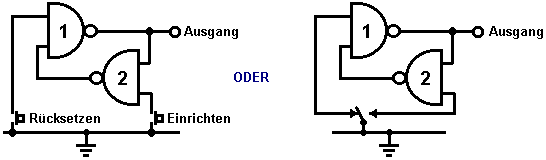 1
Ausgang
2
Rücksetzen
Einrichten
ODER
1
Ausgang
2